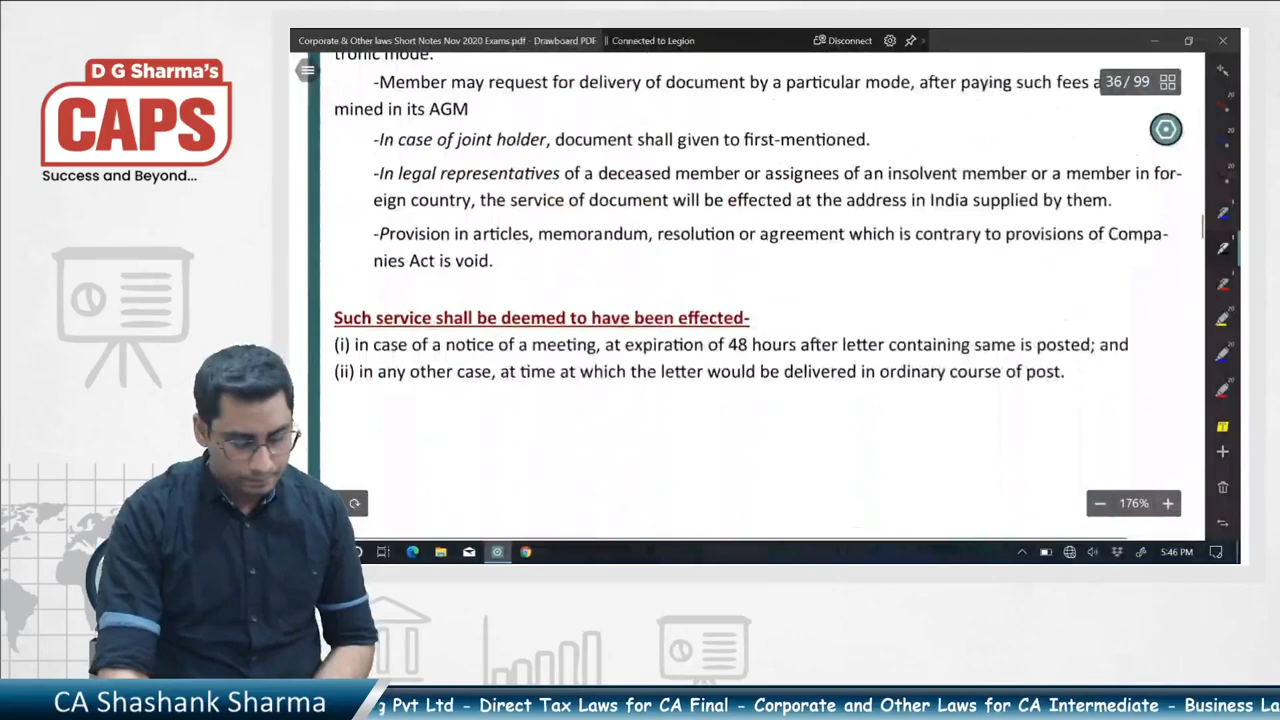 D G Sharma's
CAPS
Success and Beyond...
Corporate & Other laws Short Notes Nov 2020 Exams.pdf - Drawboard PDF || Connected to Legion
Disconnect
tronic mode.
-Member may request for delivery of document by a particular mode, after paying such fees a
36 / 99
mined in its AGM
-In case of joint holder, document shall given to first-mentioned.
-In legal representatives of a deceased member or assignees of an insolvent member or a member in for-
eign country, the service of document will be effected at the address in India supplied by them.
-Provision in articles, memorandum, resolution or agreement which is contrary to provisions of Compa-
nies Act is void.
Such service shall be deemed to have been effected-
(i) in case of a notice of a meeting, at expiration of 48 hours after letter containing same is posted; and
(ii) in any other case, at time at which the letter would be delivered in ordinary course of post.
176%
5:46 PM
CA Shashank Sharma
g Pvt Ltd - Direct Tax Laws for CA Final - Corporate and Other Laws for CA Intermediate - Business La